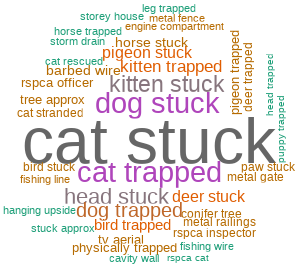 leg trapped
storey house
metal fence
engine compartment
horse trapped
storm drain
horse stuck
pigeon stuck
cat rescued
kitten trapped
barbed wire
rspca officer
kitten stuck
pigeon trapped
deer trapped
head trapped
puppy trapped
tree approx
dog stuck
cat stranded
cat stuck
bird stuck
cat trapped
paw stuck
fishing line
metal gate
head stuck
deer stuck
hanging upside
dog trapped
conifer tree
stuck approx
bird trapped
metal railings
tv aerial
rspca inspector
physically trapped
fishing wire
cavity wall
rspca cat